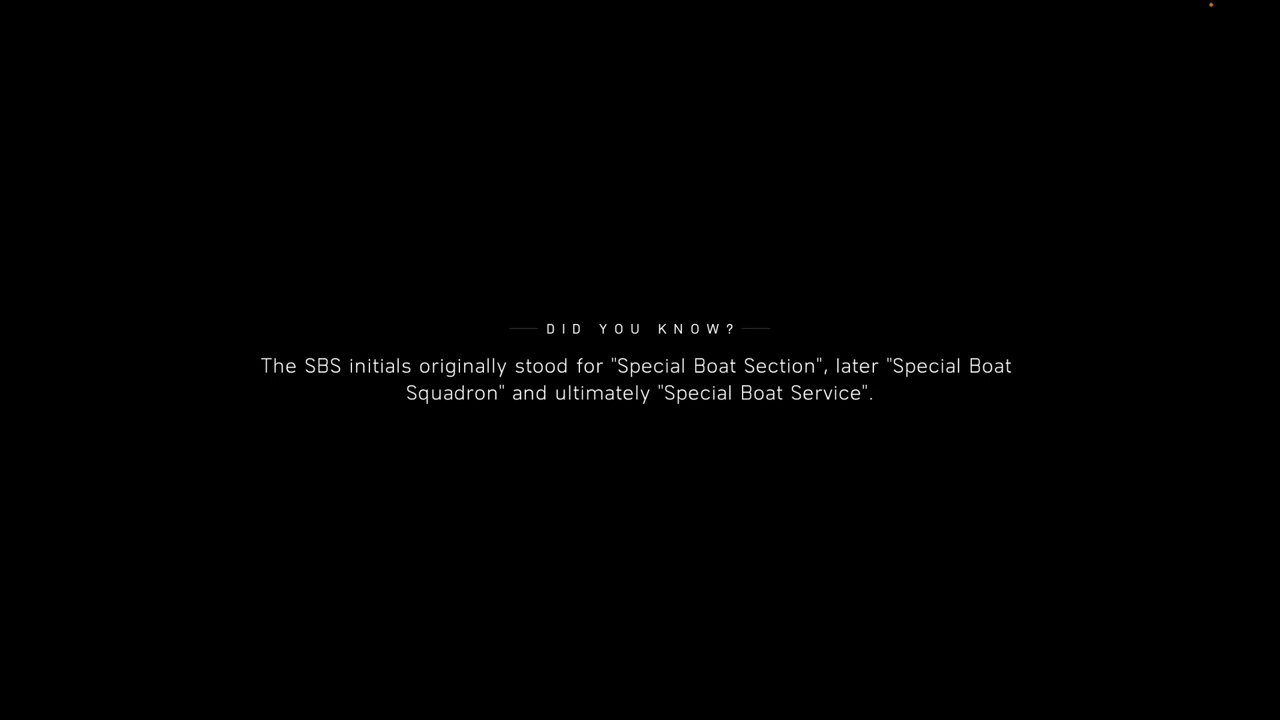 DID YOU KNOW?
The SBS initials originally stood for "Special Boat Section", later "Special Boat
Squadron" and ultimately "Special Boat Service".